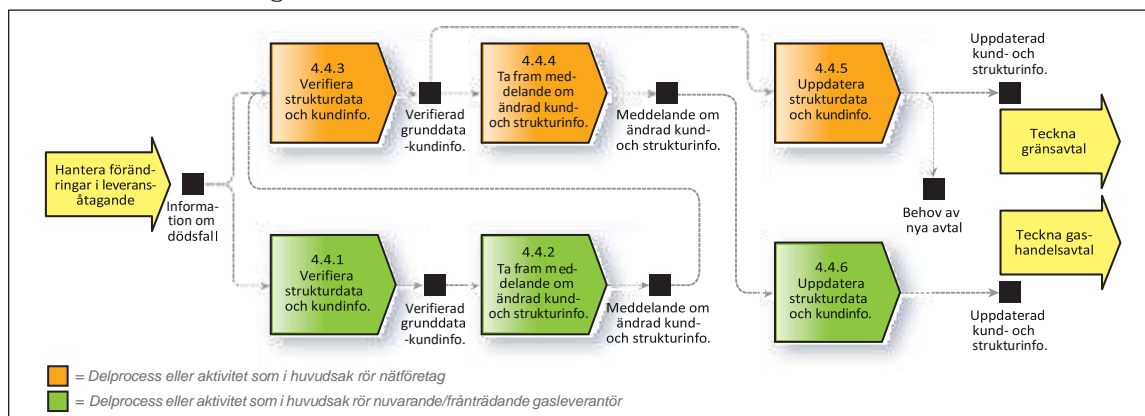 4.4.3
Verifiera
strukturdata
och kundinfo.
Verifierad
grunddata
-kundinfo.
4.4.4
Ta fram med-
delande om
ändrad kund-
och strukturinfo.
Meddelande om
ändrad kund-
och strukturinfo.
4.4.5
Uppdatera
strukturdata
och kundinfo.
Uppdaterad
kund- och
strukturinfo.
Teckna
gränsavtal
Hantera föränd-
ringar i leverans-
åtagande
Informa-
tion om
dödsfall
Behov av
nya avtal
Teckna gas-
handelsavtal
4.4.1
Verifiera
strukturdata
och kundinfo.
Verifierad
grunddata
-kundinfo.
4.4.2
Ta fram med-
delande om
ändrad kund-
och strukturinfo.
Meddelande om
ändrad kund-
och strukturinfo.
4.4.6
Uppdatera
strukturdata
och kundinfo.
Uppdaterad
kund- och
strukturinfo.
= Delprocess eller aktivitet som i huvudsak rör nätföretag
= Delprocess eller aktivitet som i huvudsak rör nuvarande/frånträdande gasleverantör